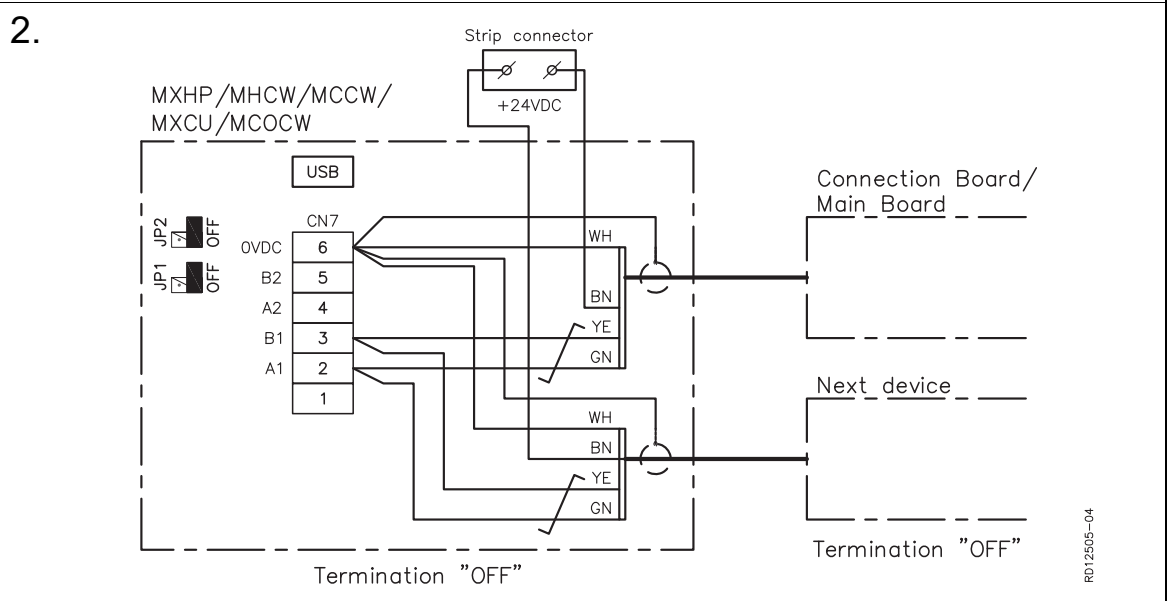 2.
Strip connector
+24VDC
MXHP/MHCW/MCCW/
MXCU/MCOCW
USB
Connection Board/
Main Board
JP2
OFF
JP1
OFF
CN7
0VDC 6
B2 5
A2 4
B1 3
A1 2
1
WH
BN
YE
GN
Next device
WH
BN
YE
GN
Termination "OFF"
Termination "OFF"
RD12505-04